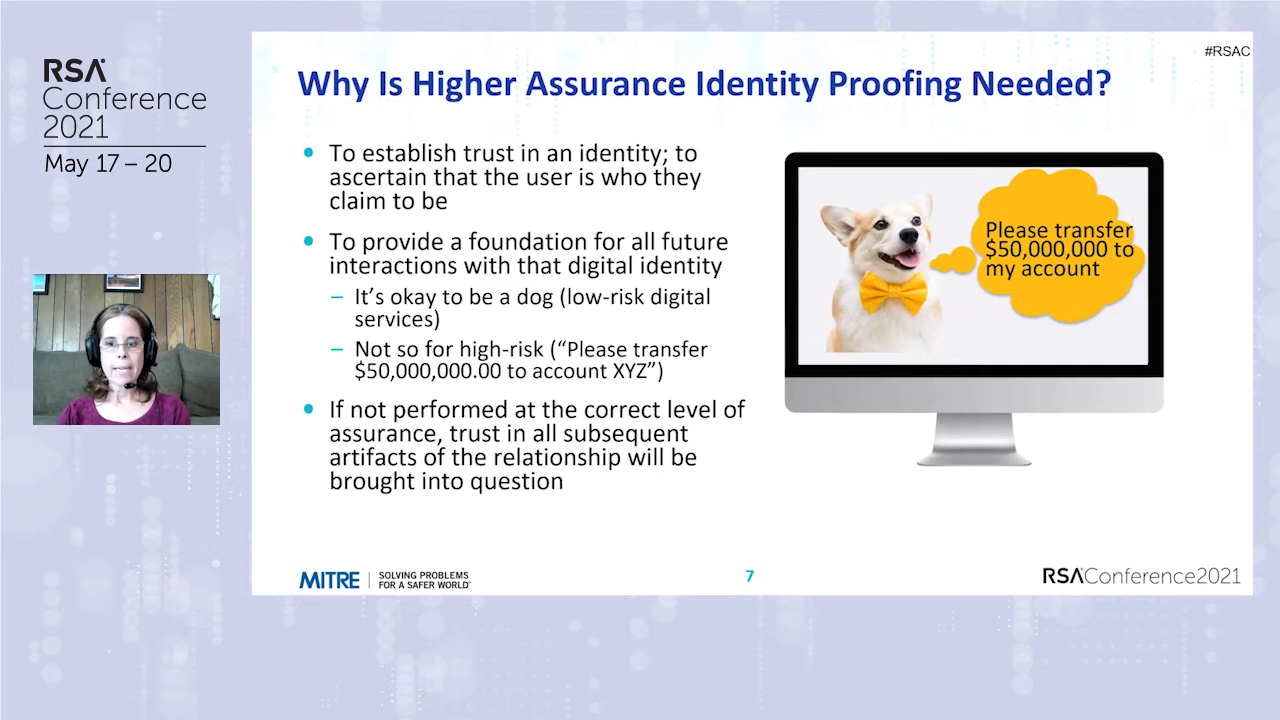 RSA
Conference
2021
May 17 – 20
#RSAC
Why Is Higher Assurance Identity Proofing Needed?
• To establish trust in an identity; to
ascertain that the user is who they
claim to be
• To provide a foundation for all future
interactions with that digital identity
– It’s okay to be a dog (low-risk digital
services)
– Not so for high-risk (“Please transfer
$50,000,000.00 to account XYZ”)
• If not performed at the correct level of
assurance, trust in all subsequent
artifacts of the relationship will be
brought into question
Please transfer
$50,000,000 to
my account
MITRE
SOLVING PROBLEMS
FOR A SAFER WORLD™
7
RSA Conference2021